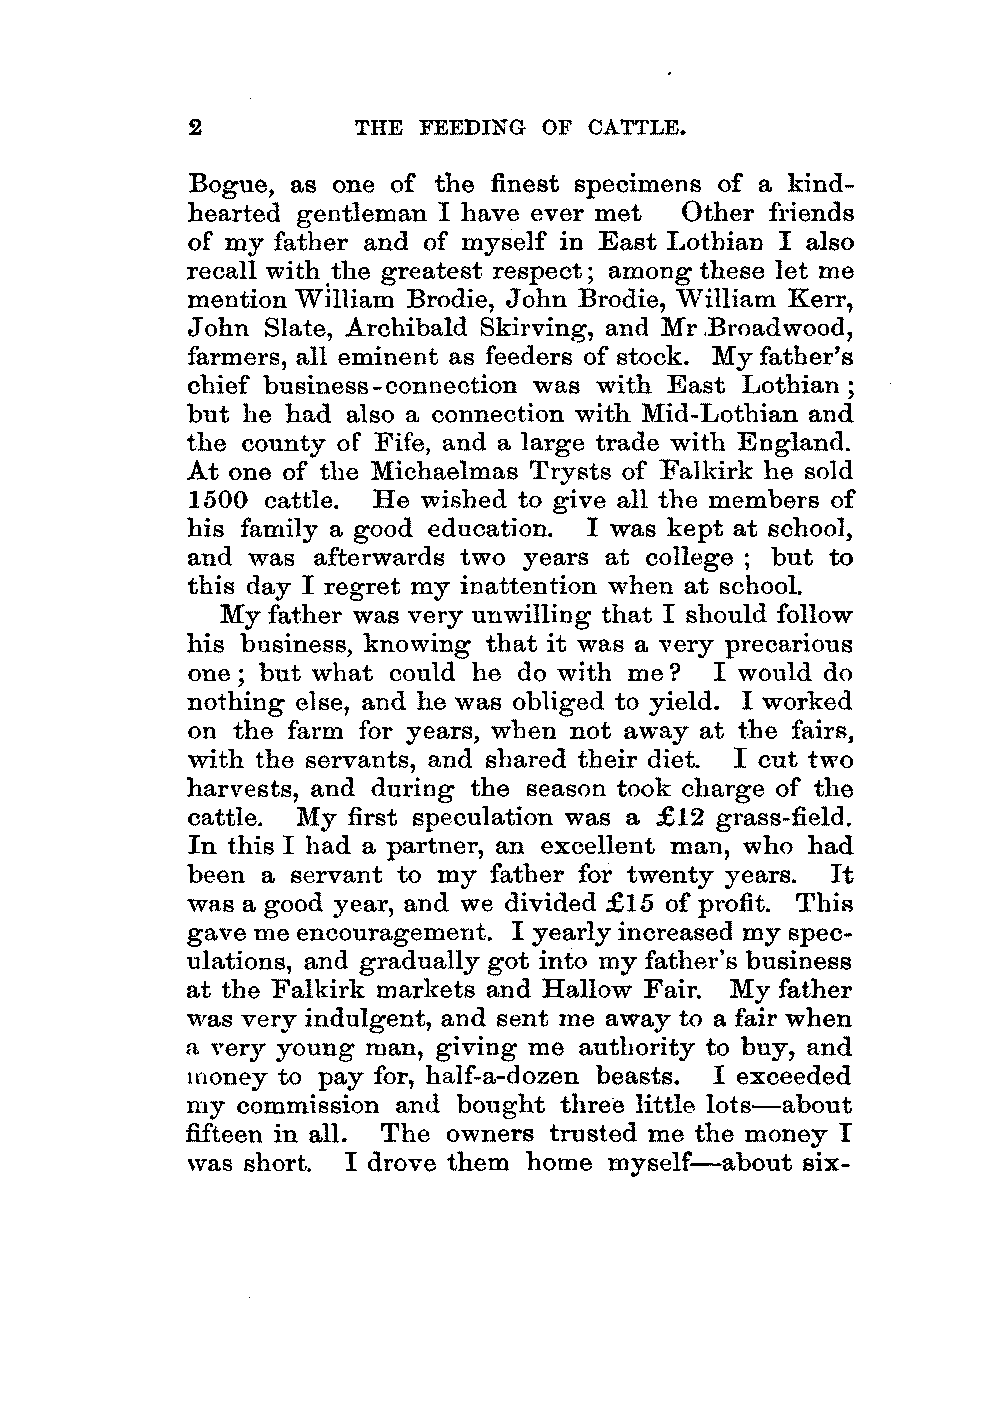 2 THE FEEDING OF CATTLE.
Bogue, as one of the finest specimens of a kind-
hearted gentleman I have ever met Other friends
of my father and of myself in East Lothian I also
recall with the greatest respect; among these let me
mention William Brodie, John Brodie, William Kerr,
John Slate, Archibald Skirving, and Mr Broadwood,
farmers, all eminent as feeders of stock. My father's
chief business-connection was with East Lothian;
but he had also a connection with Mid-Lothian and
the county of Fife, and a large trade with England.
At one of the Michaelmas Trysts of Falkirk he sold
1500 cattle. He wished to give all the members of
his family a good education. I was kept at school,
and was afterwards two years at college; but to
this day I regret my inattention when at school.
My father was very unwilling that I should follow
his business, knowing that it was a very precarious
one; but what could he do with me? I would do
nothing else, and he was obliged to yield. I worked
on the farm for years, when not away at the fairs,
with the servants, and shared their diet. I cut two
harvests, and during the season took charge of the
cattle. My first speculation was a £12 grass-field.
In this I had a partner, an excellent man, who had
been a servant to my father for twenty years. It
was a good year, and we divided £15 of profit. This
gave me encouragement. I yearly increased my spec-
ulations, and gradually got into my father's business
at the Falkirk markets and Hallow Fair. My father
was very indulgent, and sent me away to a fair when
a very young man, giving me authority to buy, and
money to pay for, half-a-dozen beasts. I exceeded
my commission and bought three little lots—about
fifteen in all. The owners trusted me the money I
was short. I drove them home myself—about six-